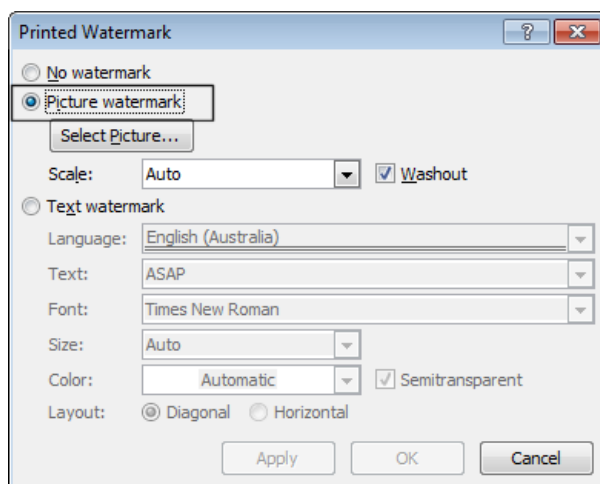 Printed Watermark ?
No watermark
Picture watermark
Select Picture...
Scale: Auto Washout
Text watermark
Language: English (Australia)
Text: ASAP
Font: Times New Roman
Size: Auto
Color: Automatic Semitransparent
Layout: Diagonal Horizontal
Apply OK Cancel